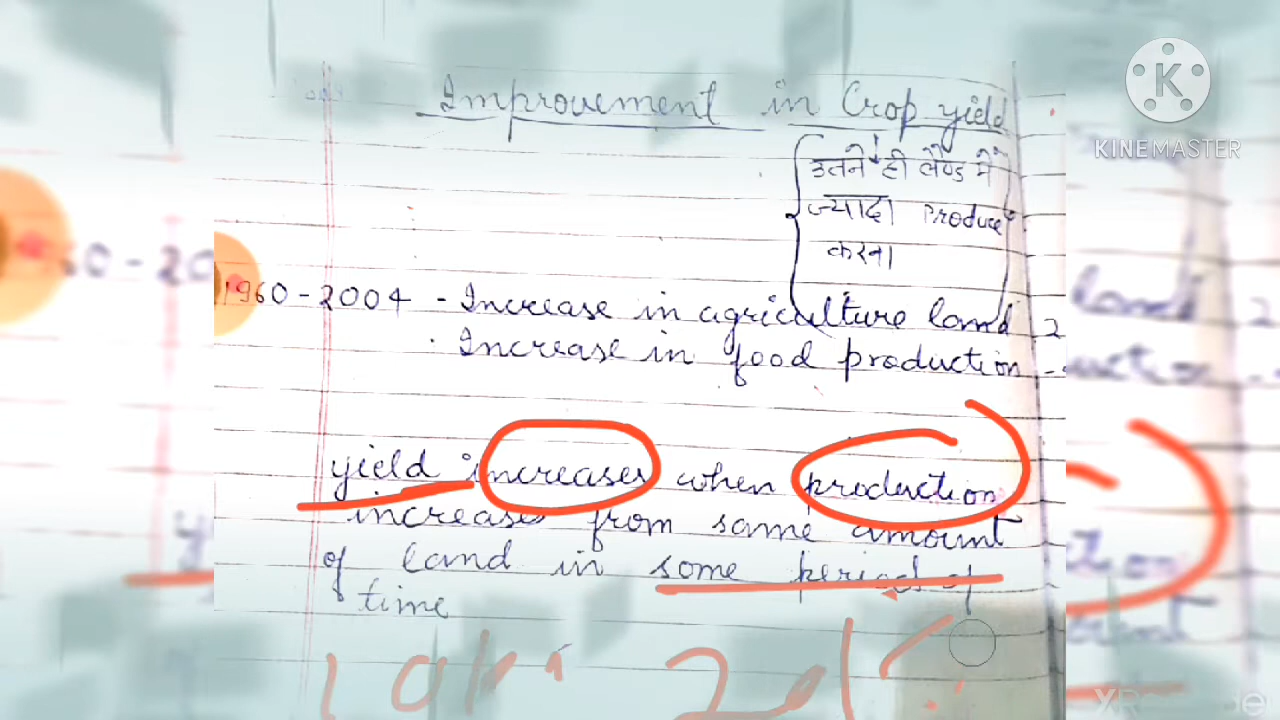 KINEMASTER
Improvement in Crop yield
उतने ही लैण्ड में
ज्यादा Produce
करना
1960-2004 - Increase in agriculture land 2
· Increase in food production -
yield increases when production
increases from same amount
of land in some period of
time